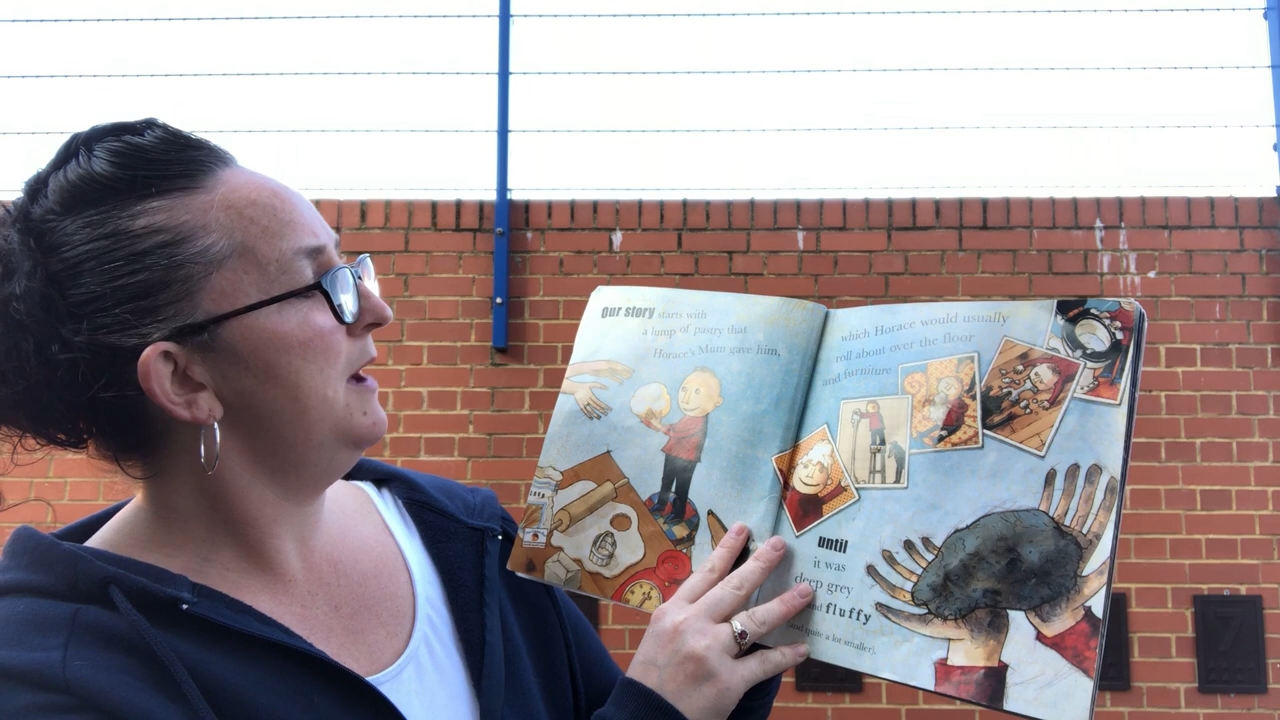 Our story starts with
a lump of pastry that
Horace's Mum gave him,
which Horace would usually
roll about over the floor
and furniture
until
it was
deep grey
and fluffy
(and quite a lot smaller).